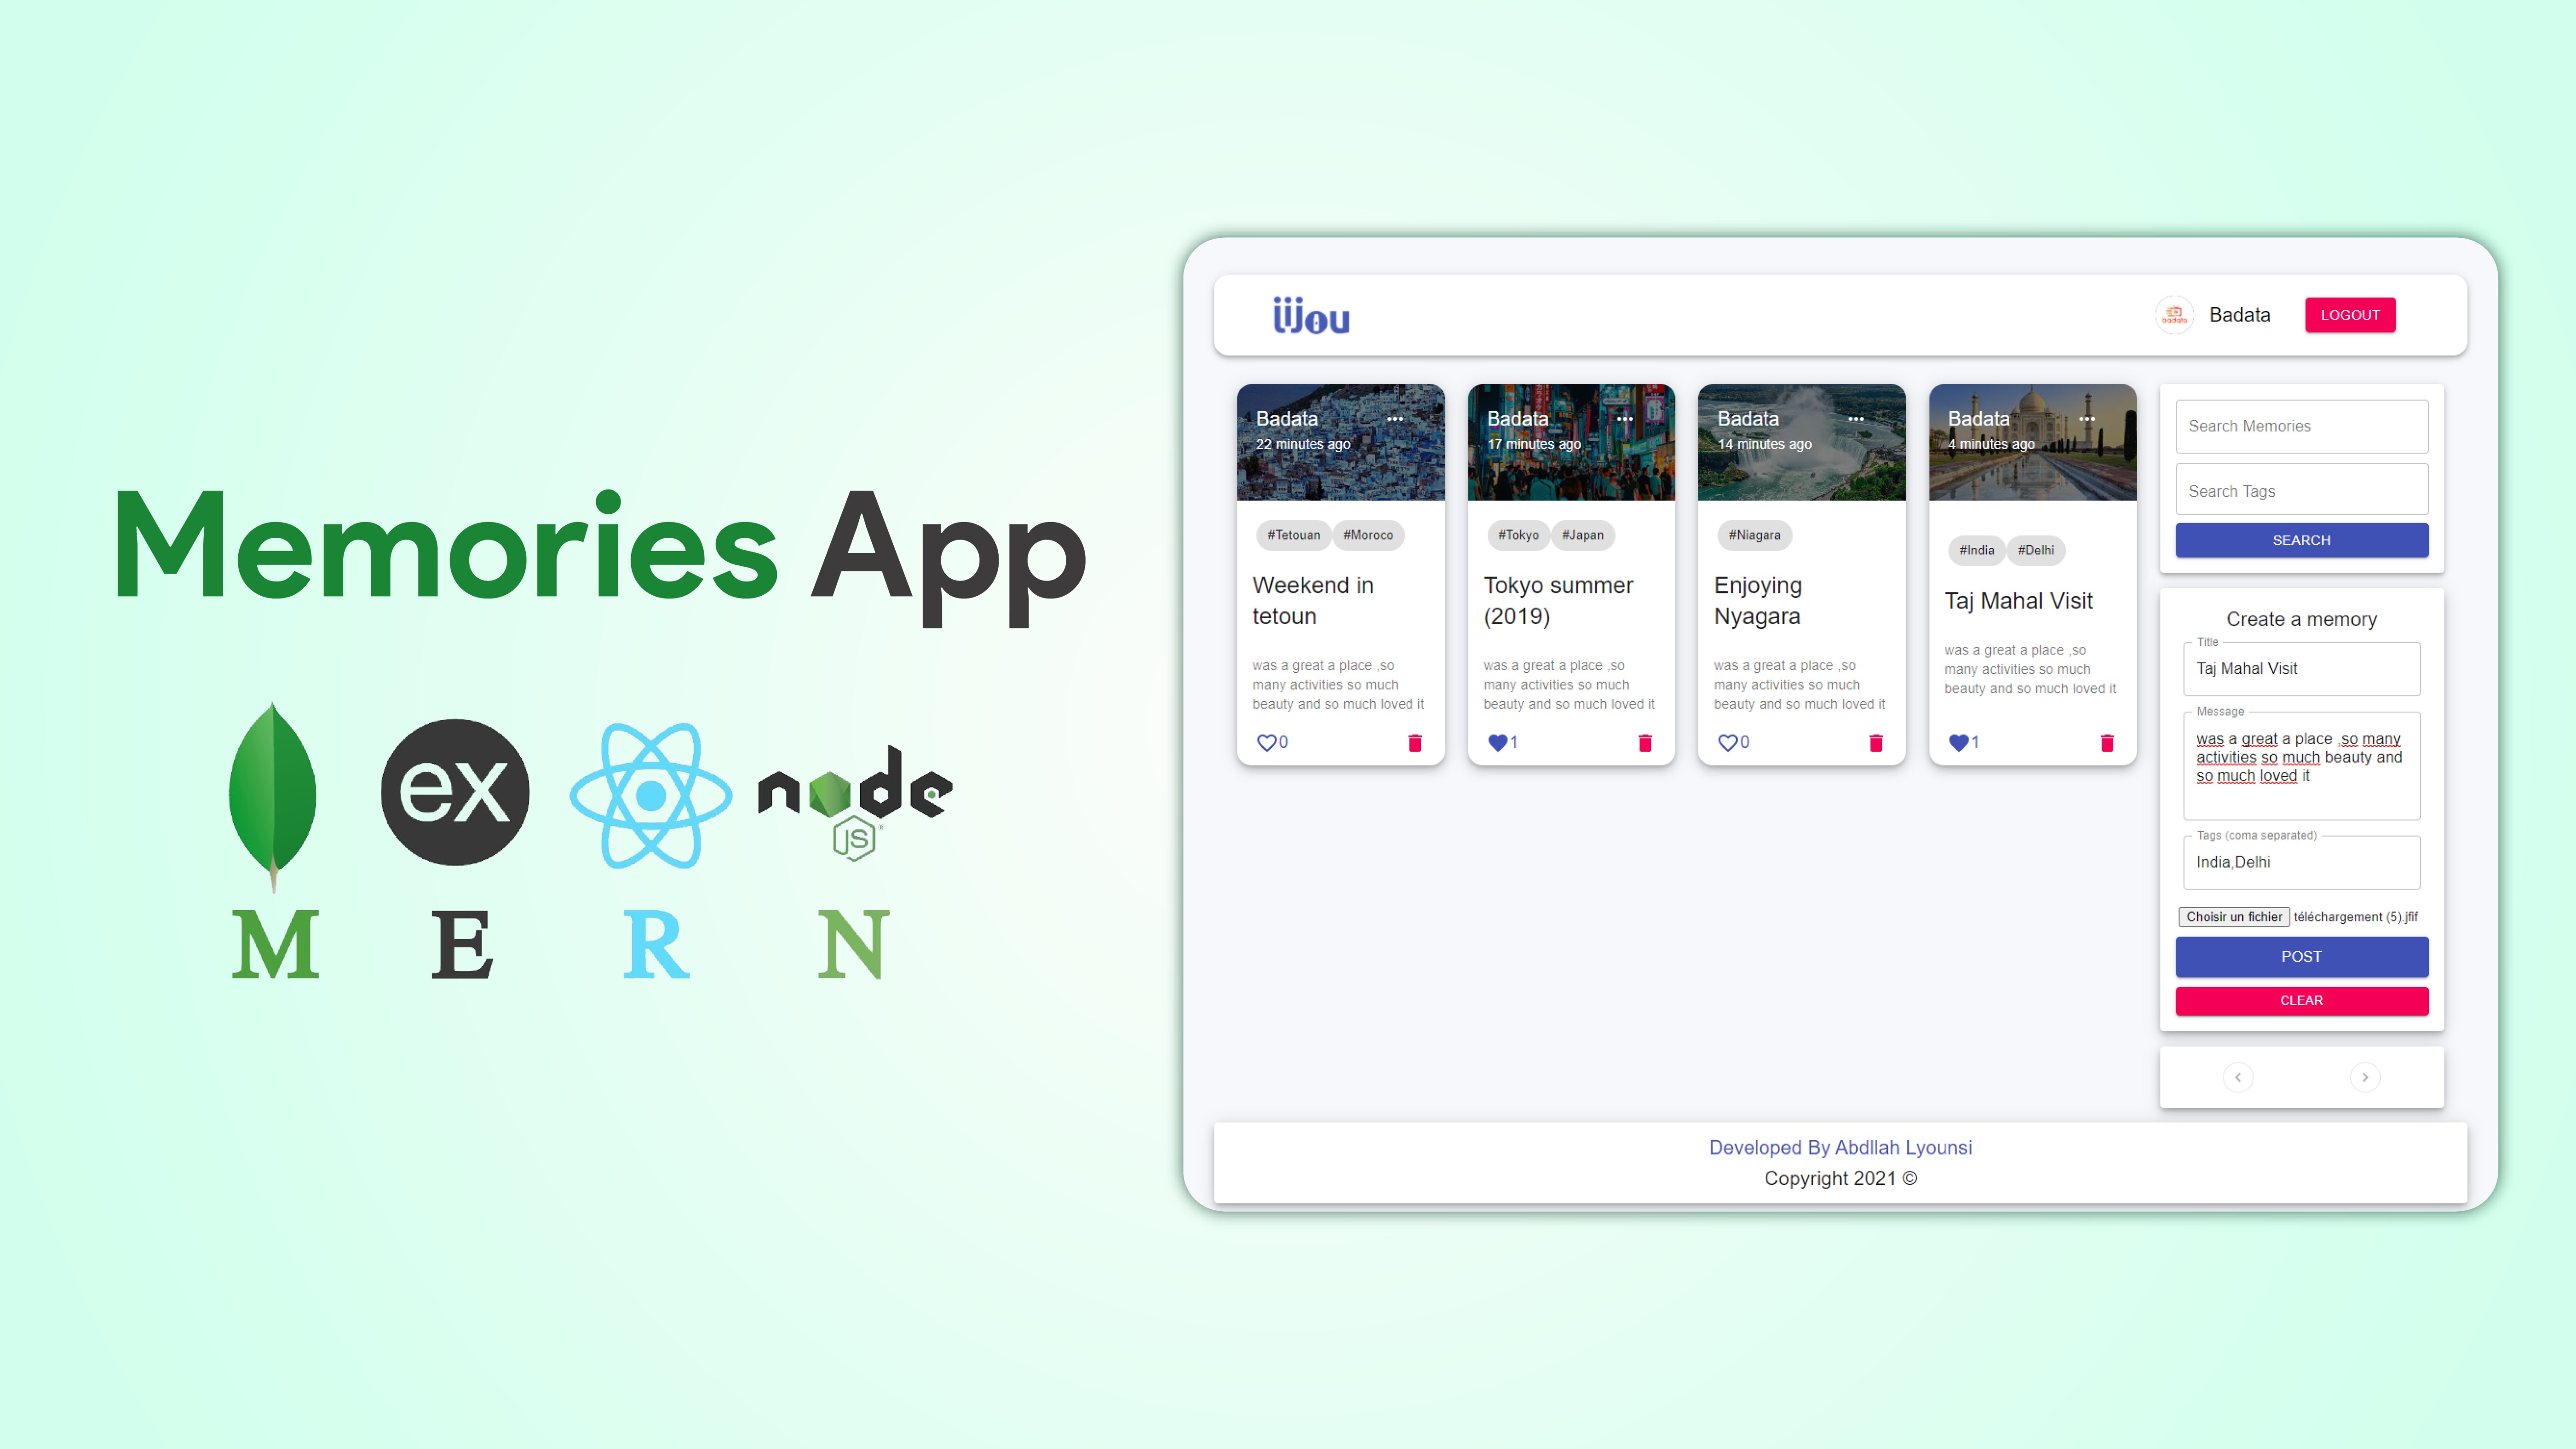 Memories App
ex
node
JS
M E R N
iijou
badata
Badata
LOGOUT
Badata
22 minutes ago
#Tetouan #Moroco
Weekend in
tetoun
was a great a place ,so
many activities so much
beauty and so much loved it
0
Badata
17 minutes ago
#Tokyo #Japan
Tokyo summer
(2019)
was a great a place ,so
many activities so much
beauty and so much loved it
1
Badata
14 minutes ago
#Niagara
Enjoying
Nyagara
was a great a place ,so
many activities so much
beauty and so much loved it
0
Badata
4 minutes ago
#India #Delhi
Taj Mahal Visit
was a great a place ,so
many activities so much
beauty and so much loved it
1
Search Memories
Search Tags
SEARCH
Create a memory
Title
Taj Mahal Visit
Message
was a great a place ,so many
activities so much beauty and
so much loved it
Tags (coma separated)
India,Delhi
Choisir un fichier téléchargement (5).jfif
POST
CLEAR
Developed By Abdllah Lyounsi
Copyright 2021 ©